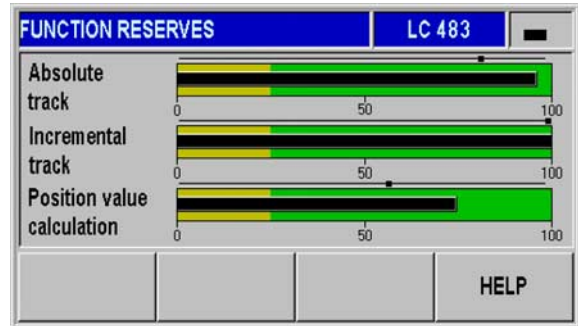 FUNCTION RESERVES LC 483
Absolute
track
0 50 100
Incremental
track
0 50 100
Position value
calculation
0 50 100
HELP